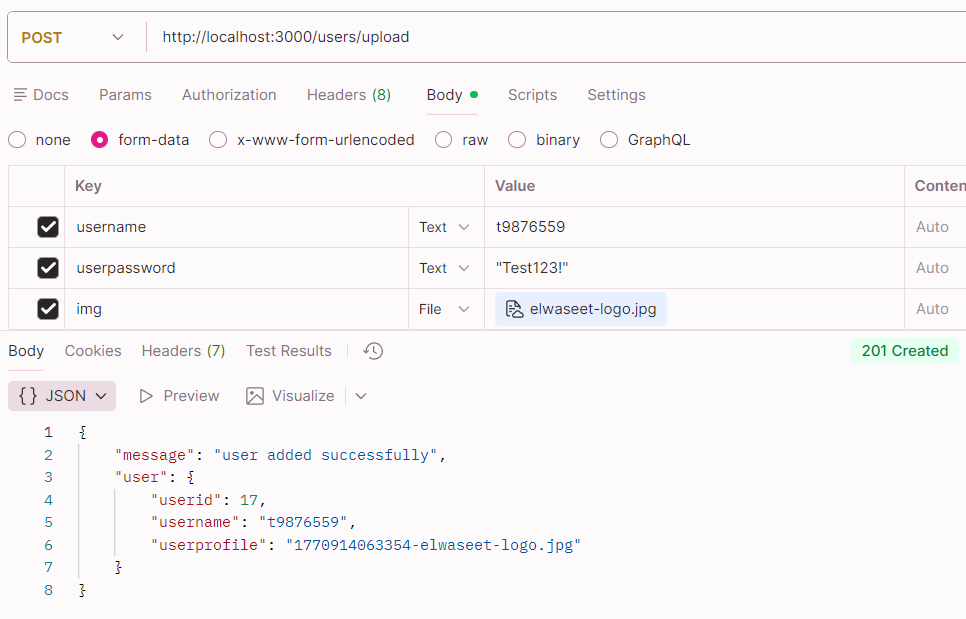 POST http://localhost:3000/users/upload
Docs Params Authorization Headers (8) Body Scripts Settings
none form-data x-www-form-urlencoded raw binary GraphQL
Key Value Conten
username Text t9876559 Auto
userpassword Text "Test123!" Auto
img File elwaseet-logo.jpg Auto
Body Cookies Headers (7) Test Results 201 Created
{} JSON Preview Visualize
1 {
2 "message": "user added successfully",
3 "user": {
4 "userid": 17,
5 "username": "t9876559",
6 "userprofile": "1770914063354-elwaseet-logo.jpg"
7 }
8 }